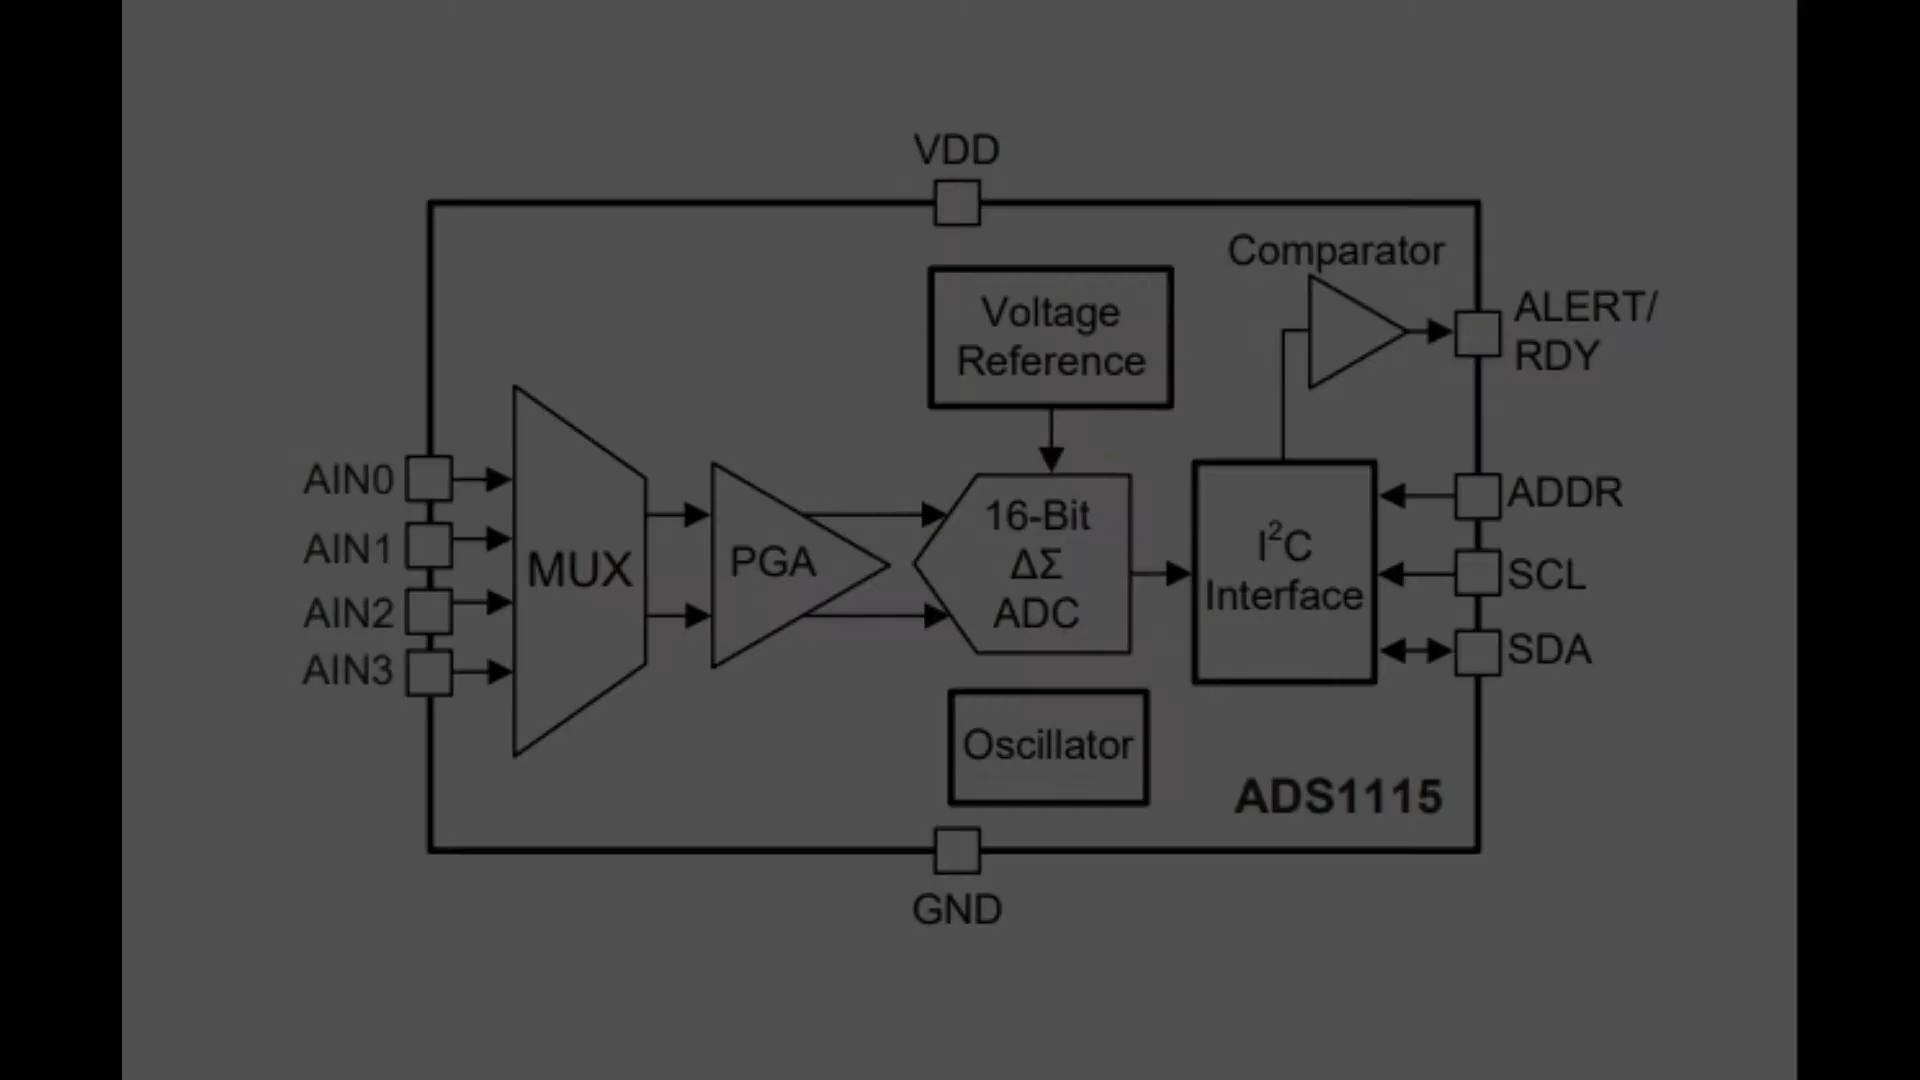 VDD
Comparator
Voltage
Reference
ALERT/
RDY
AIN0
AIN1
AIN2
AIN3
MUX
PGA
16-Bit
ΔΣ
ADC
I²C
Interface
ADDR
SCL
SDA
Oscillator
ADS1115
GND